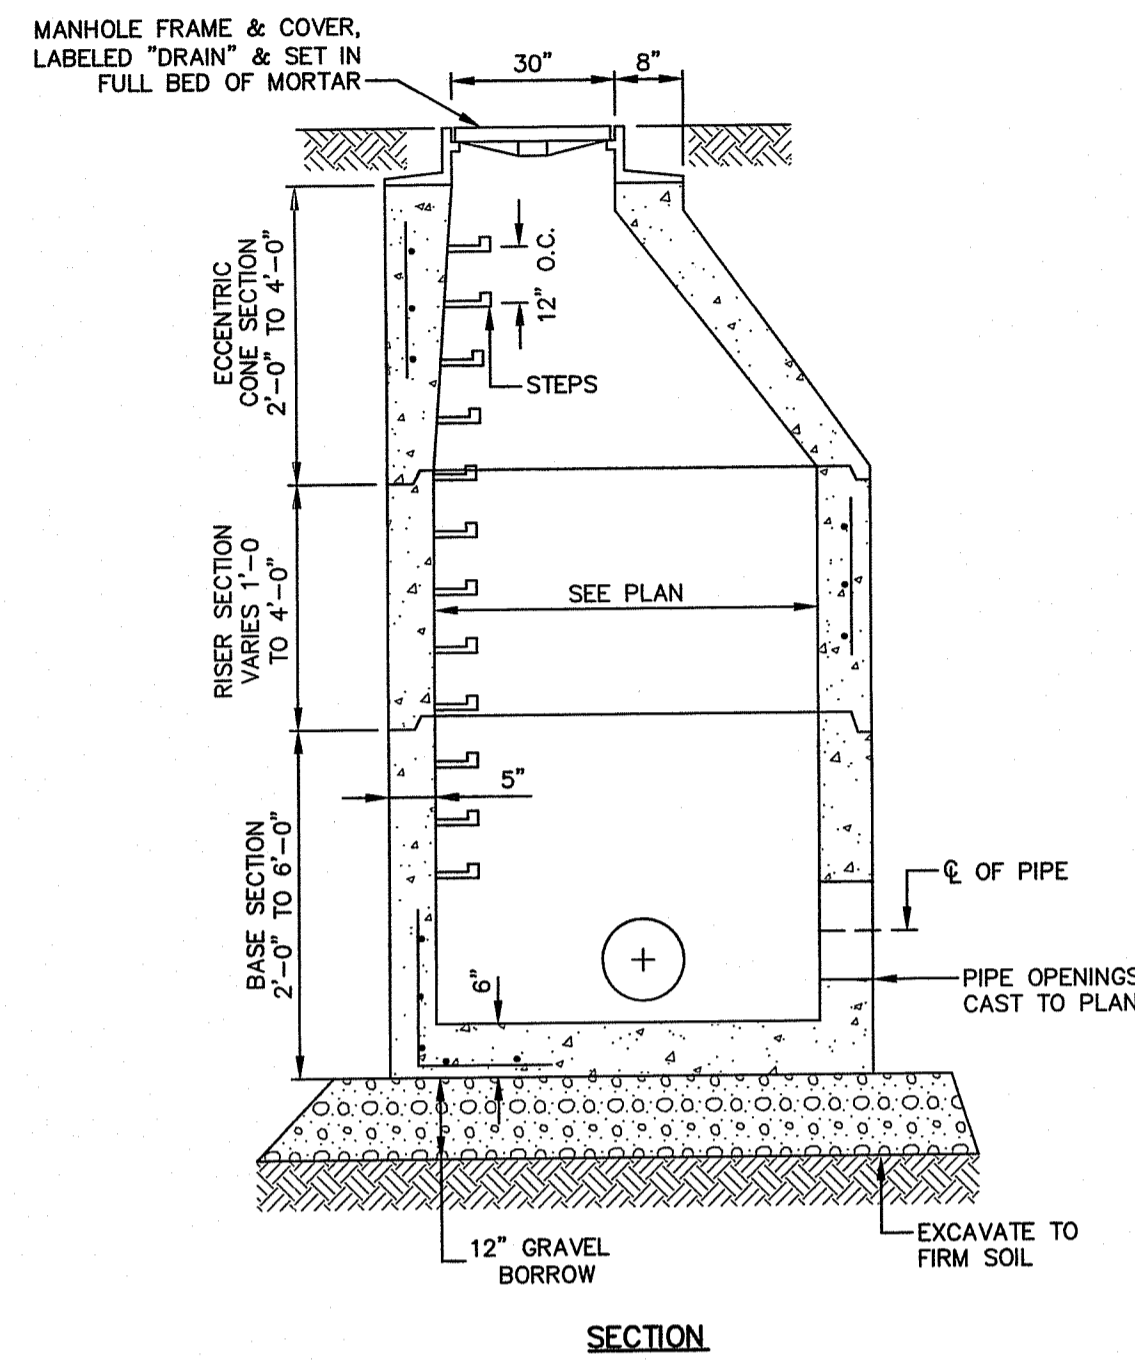 MANHOLE FRAME & COVER,
LABELED "DRAIN" & SET IN
FULL BED OF MORTAR
30"
8"
ECCENTRIC
CONE SECTION
2'-0" TO 4'-0"
12" O.C.
STEPS
RISER SECTION
VARIES 1'-0
TO 4'-0"
SEE PLAN
5"
BASE SECTION
2'-0" TO 6'-0"
6"
℄ OF PIPE
PIPE OPENINGS
CAST TO PLAN
12" GRAVEL
BORROW
EXCAVATE TO
FIRM SOIL
SECTION